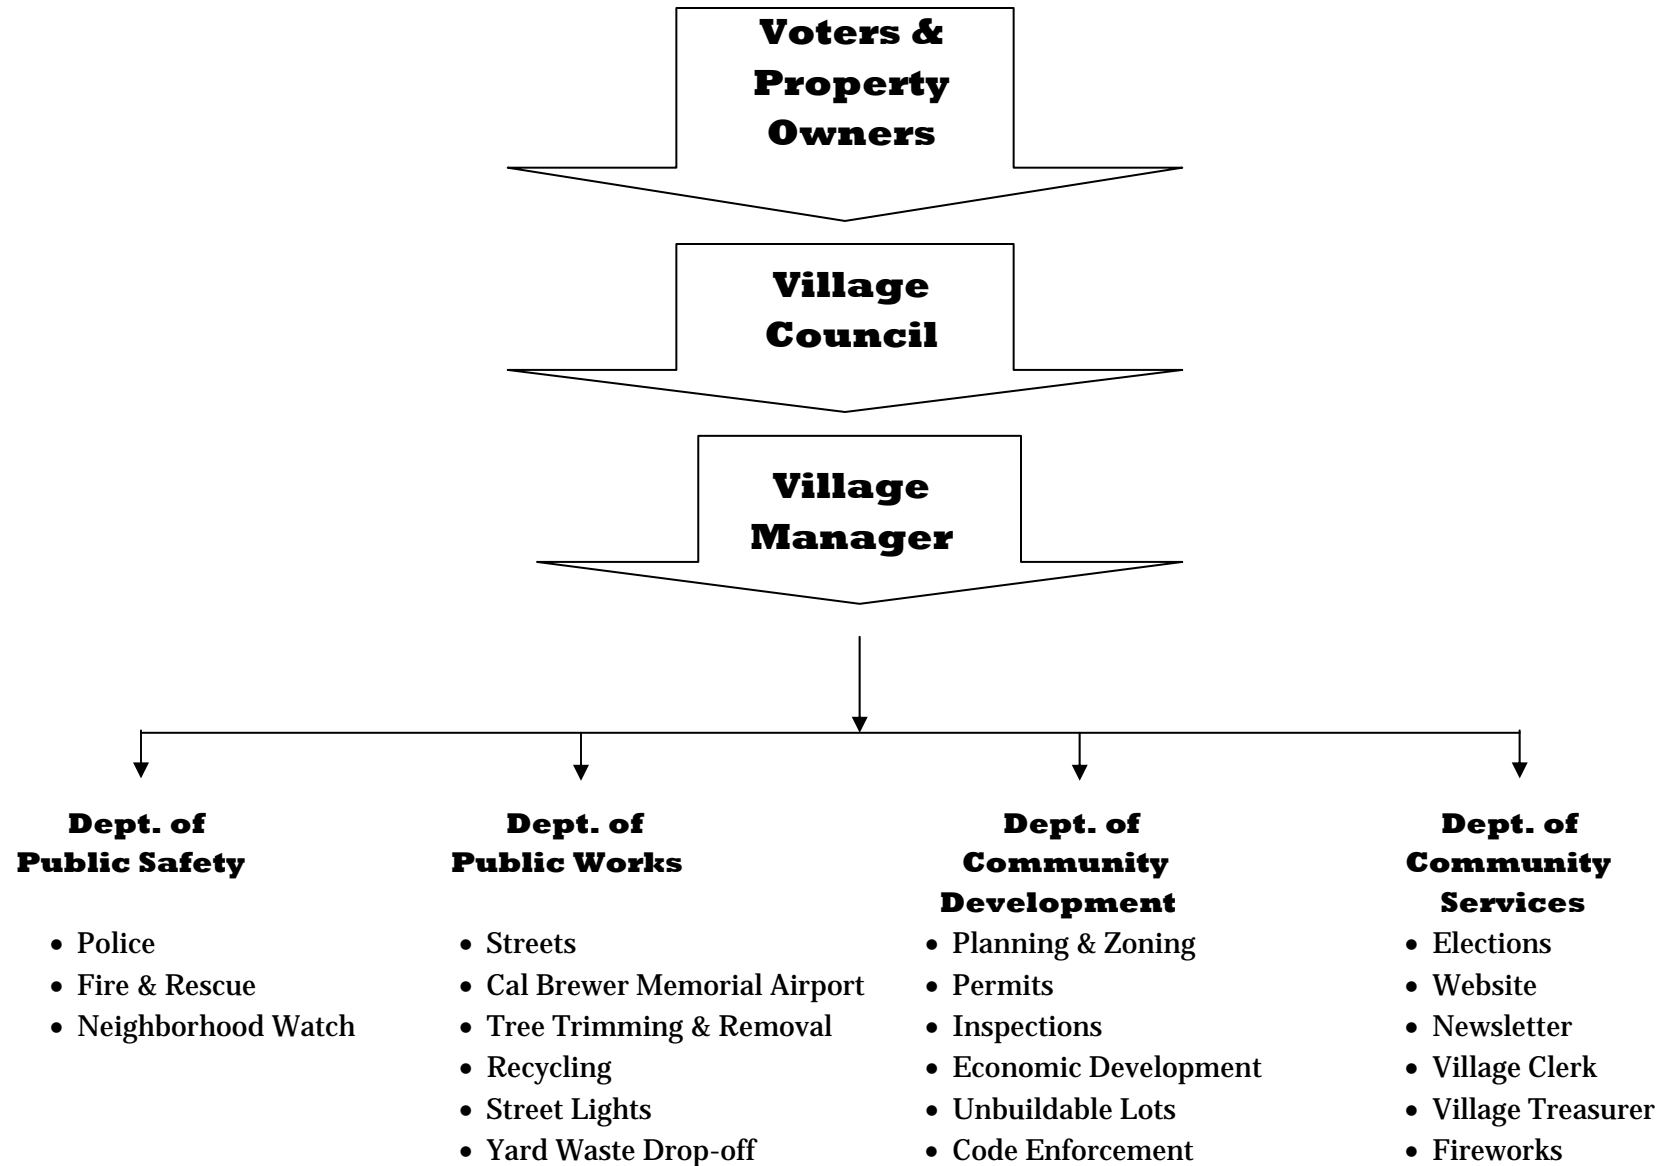 Voters &
Property
Owners
Village
Council
Village
Manager
Dept. of
Public Safety
• Police
• Fire & Rescue
• Neighborhood Watch
Dept. of
Public Works
• Streets
• Cal Brewer Memorial Airport
• Tree Trimming & Removal
• Recycling
• Street Lights
• Yard Waste Drop-off
Dept. of
Community
Development
• Planning & Zoning
• Permits
• Inspections
• Economic Development
• Unbuildable Lots
• Code Enforcement
Dept. of
Community
Services
• Elections
• Website
• Newsletter
• Village Clerk
• Village Treasurer
• Fireworks